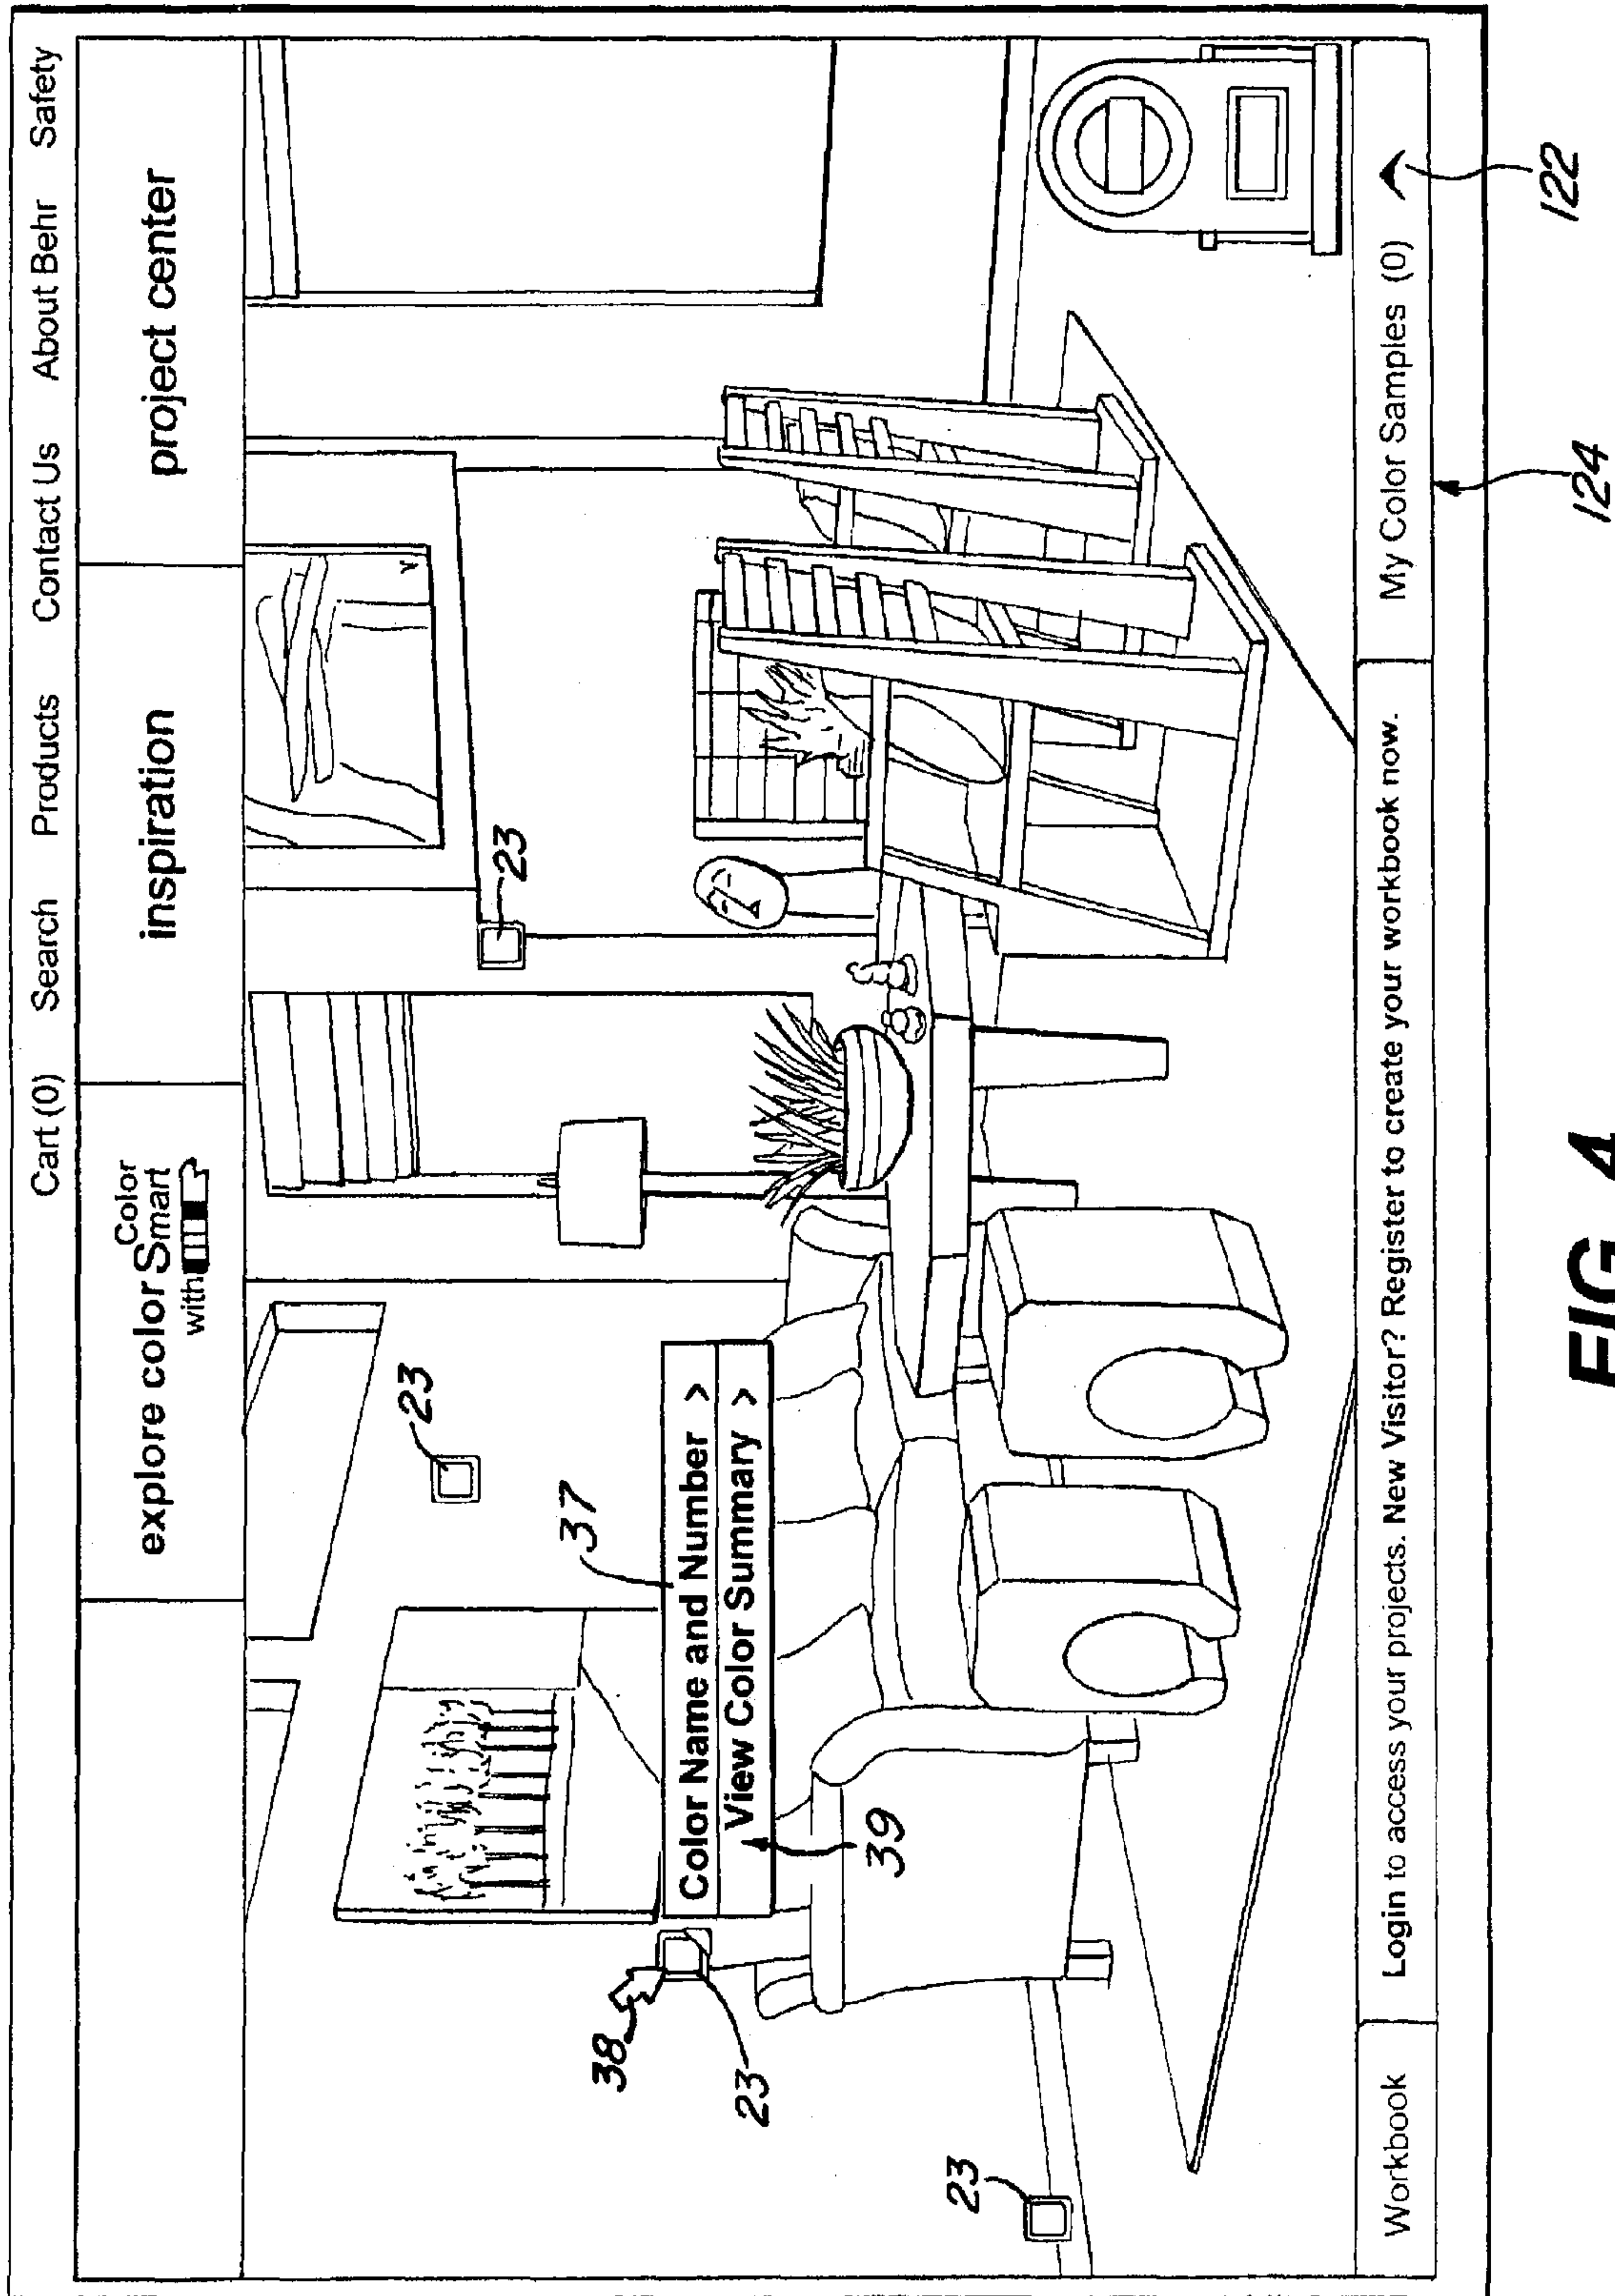 Cart (0) Search Products Contact Us About Behr Safety
explore color with Color Smart
inspiration
project center
23
23
37
Color Name and Number >
View Color Summary >
38
23
39
23
Workbook
Login to access your projects. New Visitor? Register to create your workbook now.
My Color Samples (0)
124
122
FIG. 4